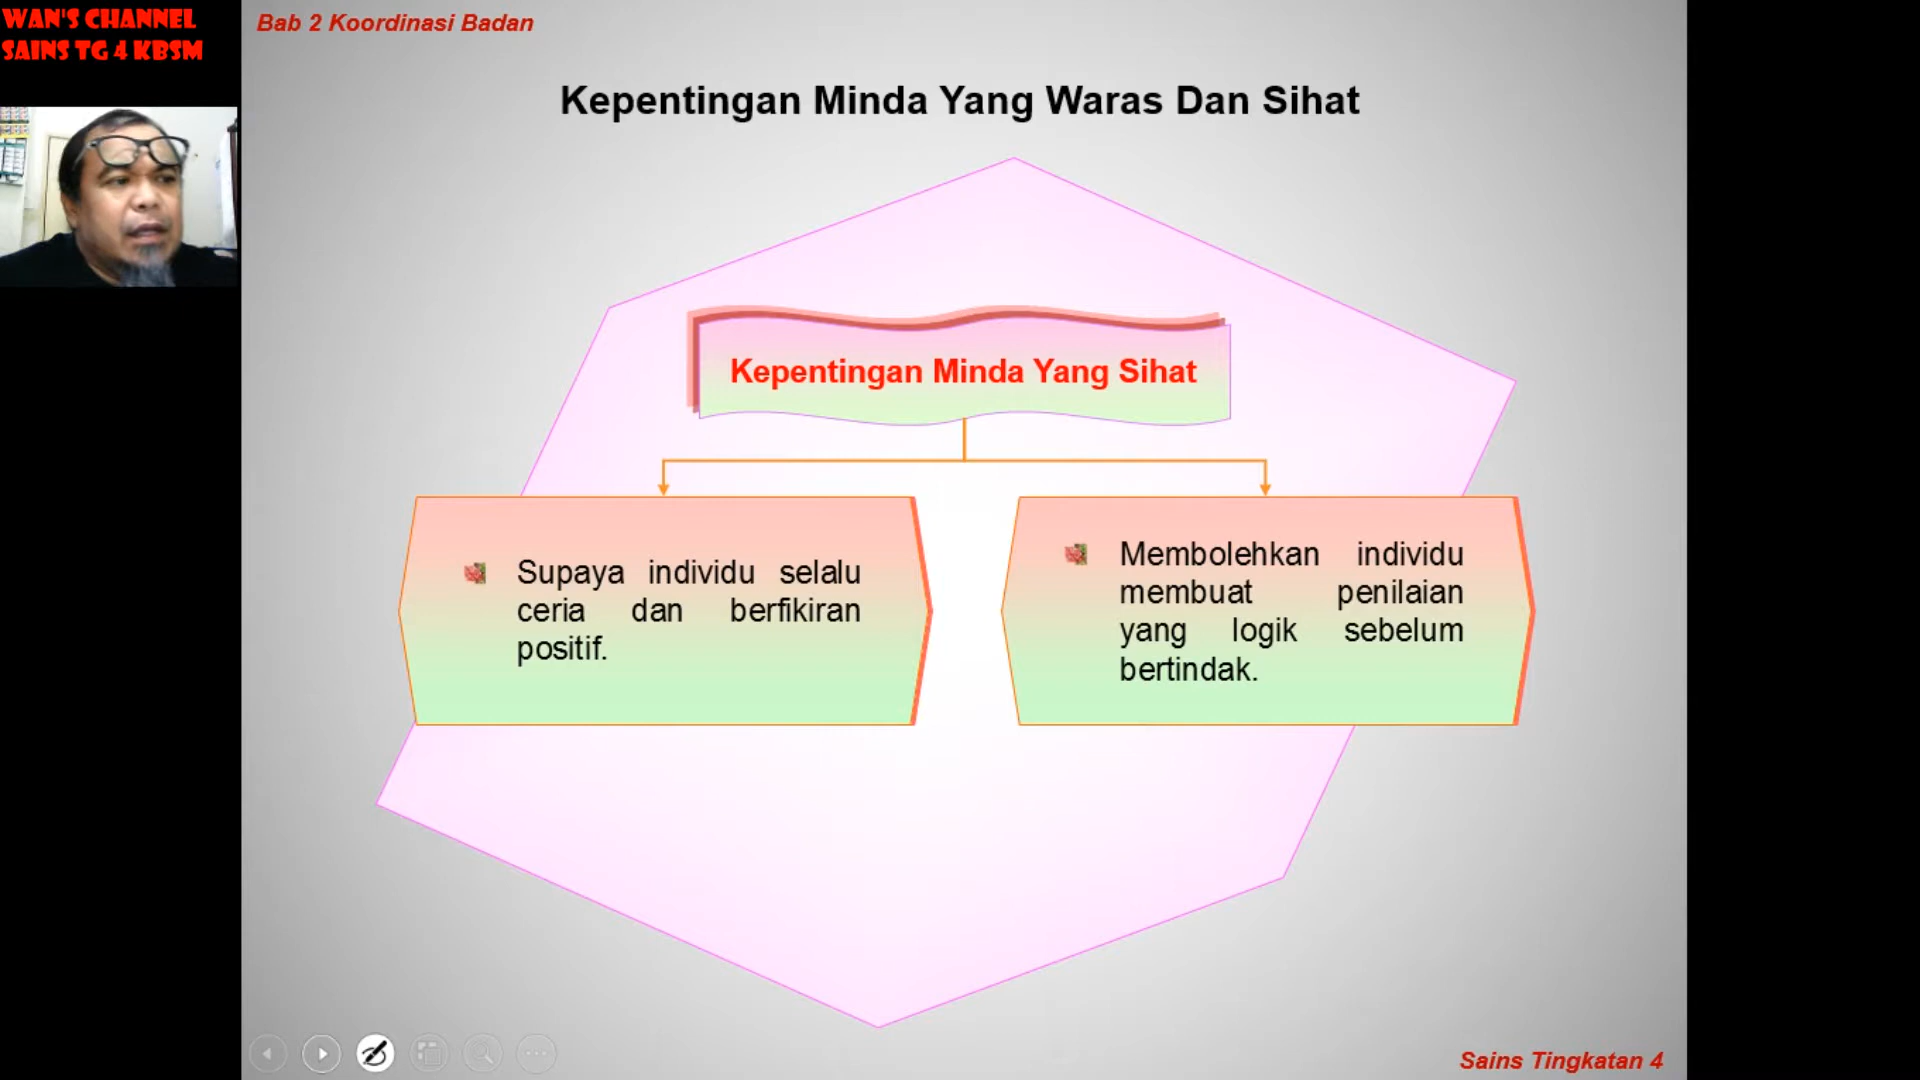 WAN'S CHANNEL
SAINS TG 4 KBSM
Bab 2 Koordinasi Badan
Kepentingan Minda Yang Waras Dan Sihat
Kepentingan Minda Yang Sihat
Supaya individu selalu
ceria dan berfikiran
positif.
Membolehkan individu
membuat penilaian
yang logik sebelum
bertindak.
Sains Tingkatan 4